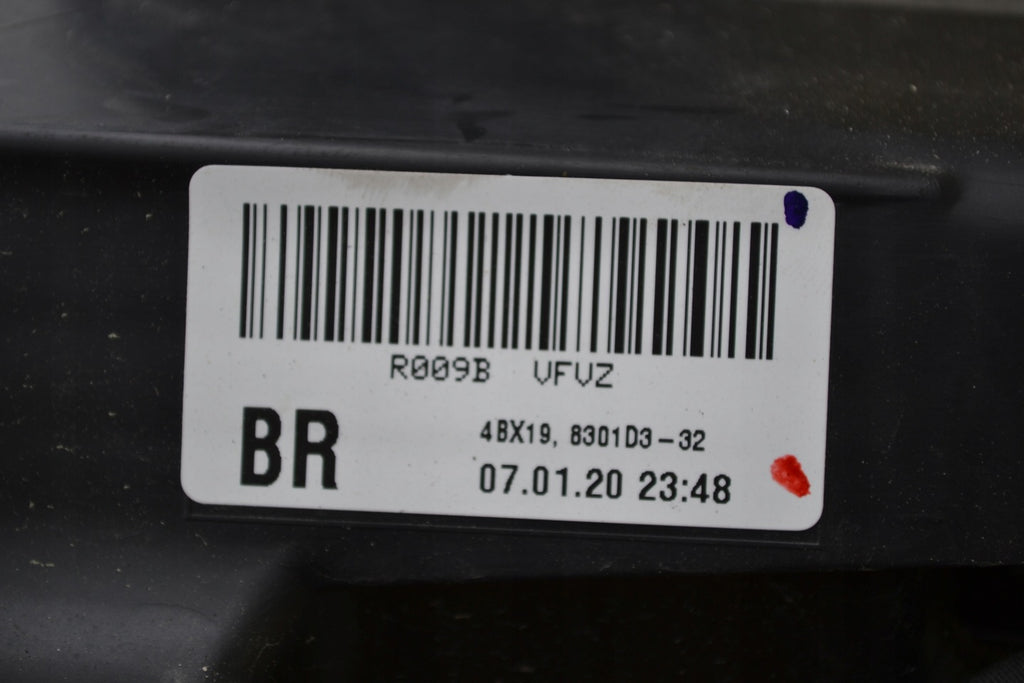 R009B VFVZ
BR
4BX19, 8301D3-32
07.01.20 23:48